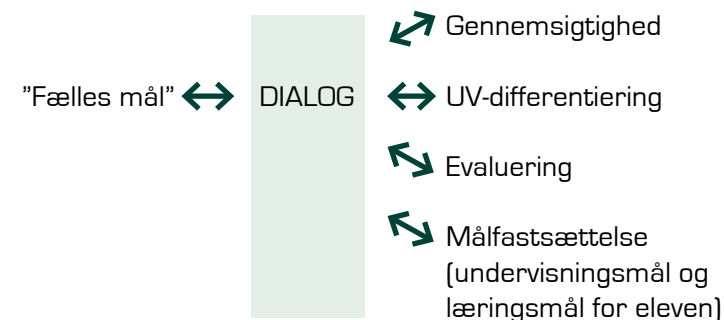 Gennemsigtighed
”Fælles mål” DIALOG UV-differentiering
Evaluering
Målfastsættelse
(undervisningsmål og
læringsmål for eleven)